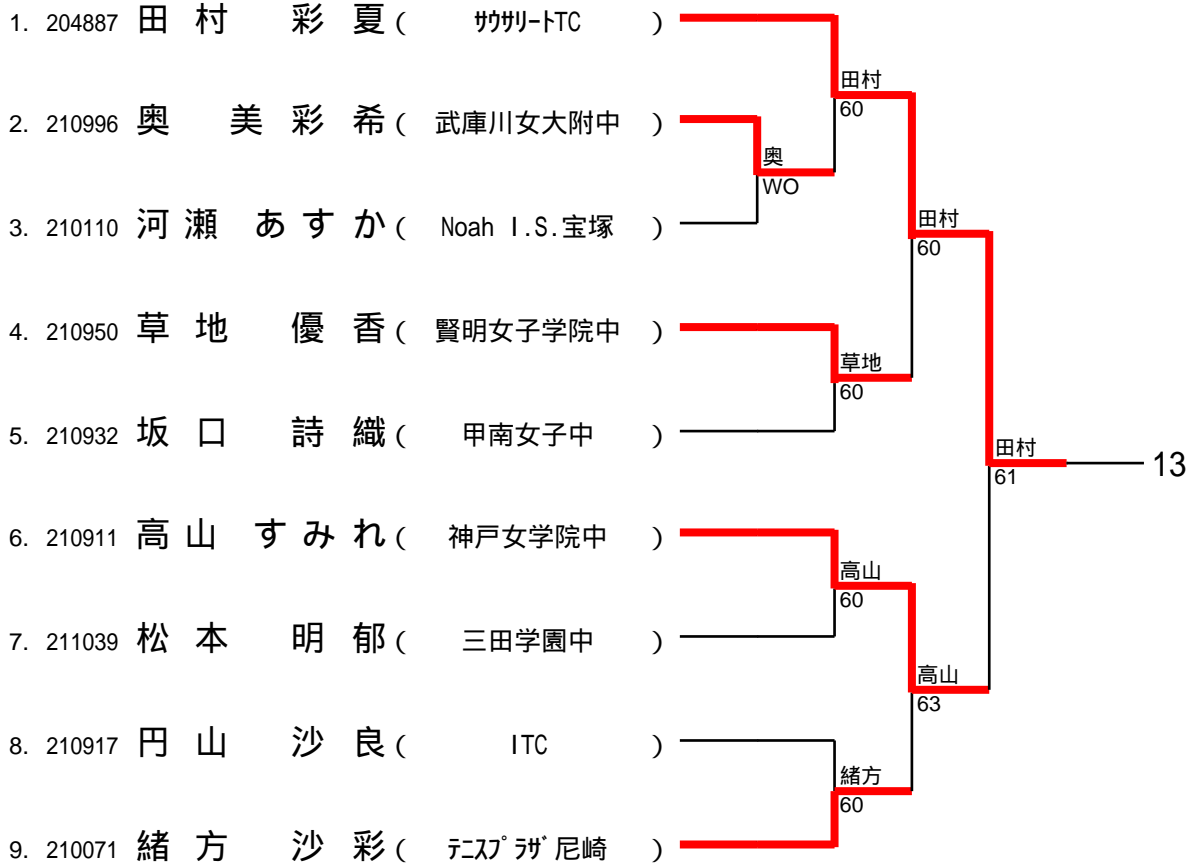 1. 204887 田村 彩夏 ( サウサリートTC )
田村
60
2. 210996 奥 美彩希 ( 武庫川女大附中 )
奥
WO
3. 210110 河瀬 あすか ( Noah I.S.宝塚 )
田村
60
4. 210950 草地 優香 ( 賢明女子学院中 )
草地
60
5. 210932 坂口 詩織 ( 甲南女子中 )
田村
61
13
6. 210911 高山 すみれ ( 神戸女学院中 )
高山
60
7. 211039 松本 明郁 ( 三田学園中 )
高山
63
8. 210917 円山 沙良 ( ITC )
緒方
60
9. 210071 緒方 沙彩 ( テニスプラザ尼崎 )